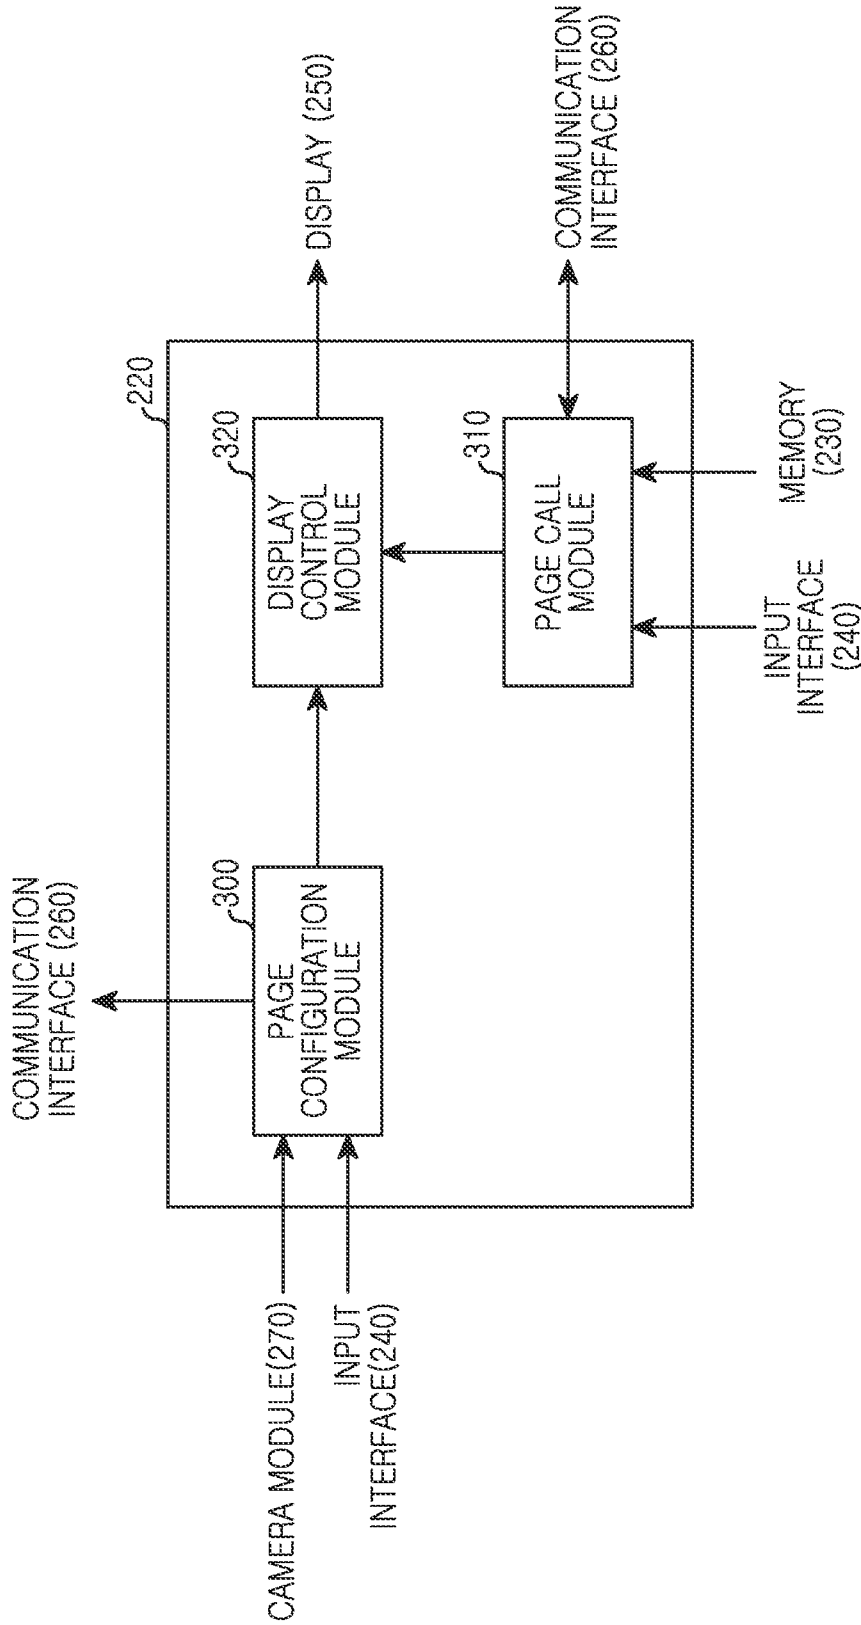 COMMUNICATION
INTERFACE (260)
220
300
PAGE
CONFIGURATION
MODULE
320
DISPLAY
CONTROL
MODULE
DISPLAY (250)
CAMERA MODULE(270)
INPUT
INTERFACE(240)
310
PAGE CALL
MODULE
COMMUNICATION
INTERFACE (260)
INPUT
INTERFACE
(240)
MEMORY
(230)